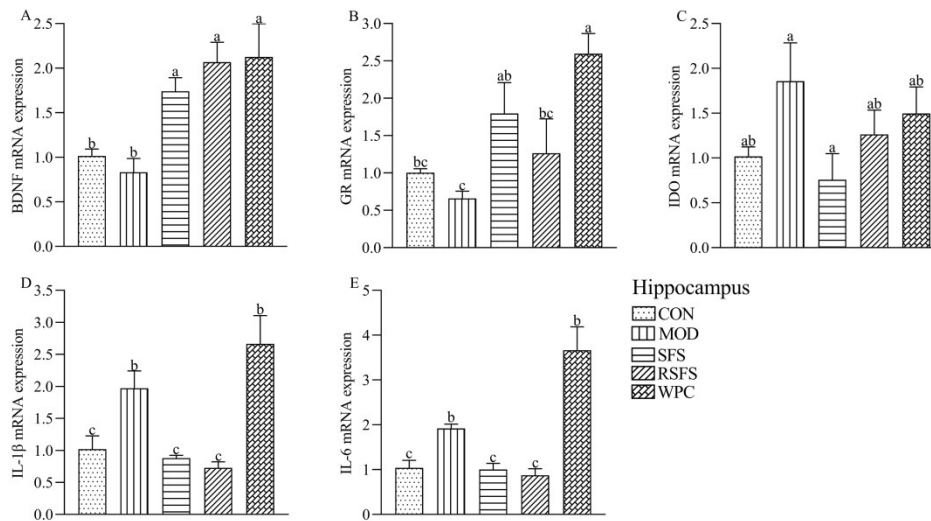 A
BDNF mRNA expression
2.5
2.0
1.5
1.0
0.5
0.0
b
b
a
a
a
B
GR mRNA expression
3.0
2.5
2.0
1.5
1.0
0.5
0.0
bc
c
ab
bc
a
C
IDO mRNA expression
2.5
2.0
1.5
1.0
0.5
0.0
ab
a
a
ab
ab
D
IL-1β mRNA expression
3.5
3.0
2.5
2.0
1.5
1.0
0.5
0.0
c
b
c
c
b
E
IL-6 mRNA expression
5
4
3
2
1
0
c
b
c
c
b
Hippocampus
CON
MOD
SFS
RSFS
WPC